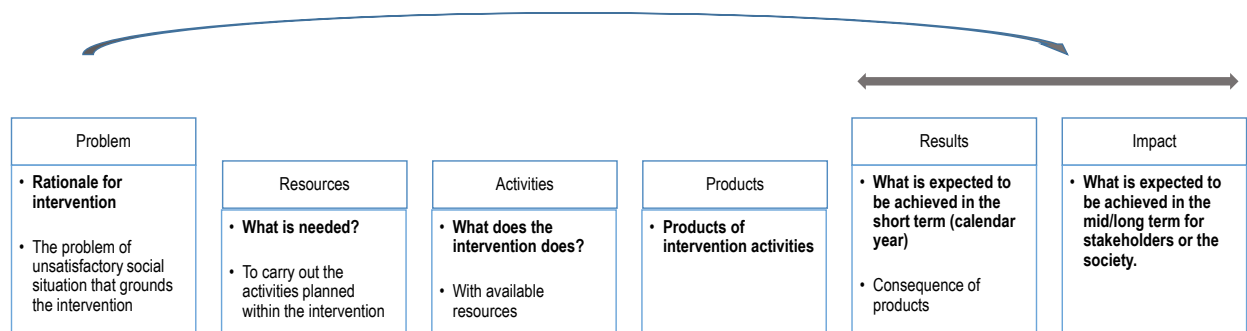 Problem
• Rationale for
intervention
• The problem of
unsatisfactory social
situation that grounds
the intervention
Resources
• What is needed?
• To carry out the
activities planned
within the intervention
Activities
• What does the
intervention does?
• With available
resources
Products
• Products of
intervention activities
Results
• What is expected to
be achieved in the
short term (calendar
year)
• Consequence of
products
Impact
• What is expected to
be achieved in the
mid/long term for
stakeholders or the
society.